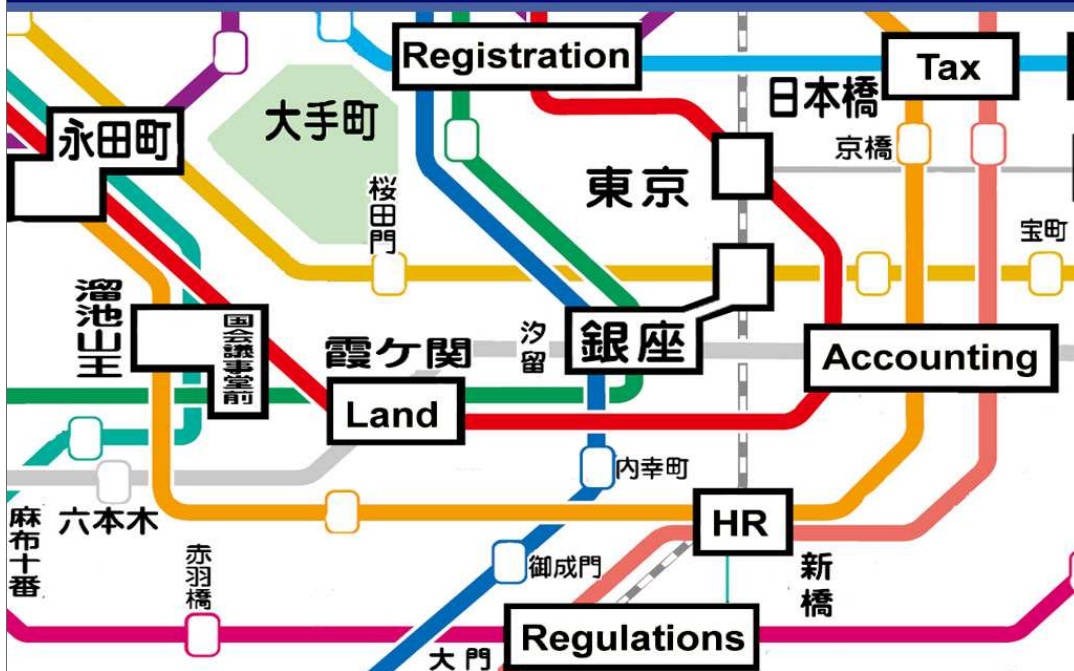 Registration
Tax
日本橋
大手町
永田町
京橋
東京
桜田門
宝町
溜池山王
国会議事堂前
霞ケ関
汐留
銀座
Accounting
Land
内幸町
六本木
麻布十番
HR
新橋
赤羽橋
御成門
Regulations
大門